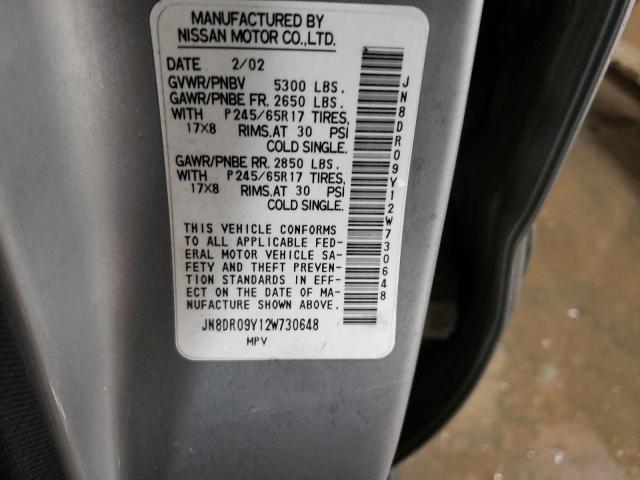 MANUFACTURED BY
NISSAN MOTOR CO.,LTD.
DATE 2/02
GVWR/PNBV 5300 LBS.
GAWR/PNBE FR. 2650 LBS.
WITH P245/65R17 TIRES,
17X8 RIMS,AT 30 PSI
COLD SINGLE.
GAWR/PNBE RR. 2850 LBS.
WITH P245/65R17 TIRES,
17X8 RIMS,AT 30 PSI
COLD SINGLE.
THIS VEHICLE CONFORMS
TO ALL APPLICABLE FED-
ERAL MOTOR VEHICLE SA-
FETY AND THEFT PREVEN-
TION STANDARDS IN EFF-
ECT ON THE DATE OF MA-
NUFACTURE SHOWN ABOVE.
JN8DR09Y12W730648
MPV
JN8DR09Y12W730648